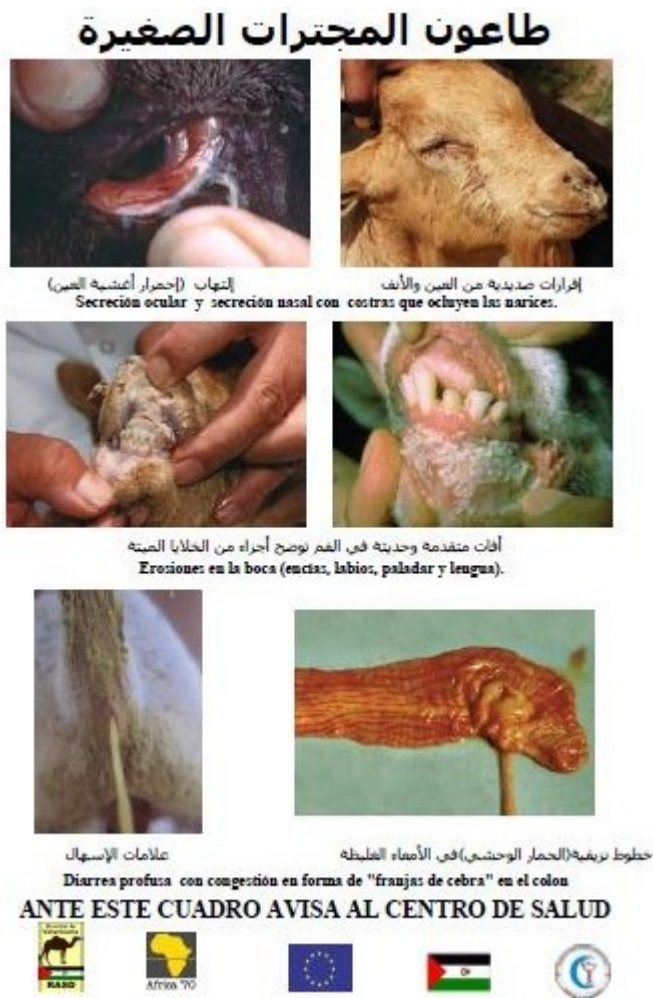 طاعون المجترات الصغيرة
إفرازات صديدية من العين والأنف
إلتهاب (إحمرار أغشية العين)
Secreción ocular y secreción nasal con costras que ocluyen las narices.
أفات متقدمة وحديثة في الفم توضح أجزاء من الخلايا الميتة
Erosiones en la boca (encías, labios, paladar y lengua).
خطوط نزيفية(الحمار الوحشي)في الأمعاء الغليظة
علامات الإسهال
Diarrea profusa con congestión en forma de "franjas de cebra" en el colon
ANTE ESTE CUADRO AVISA AL CENTRO DE SALUD
RASD
Africa '70